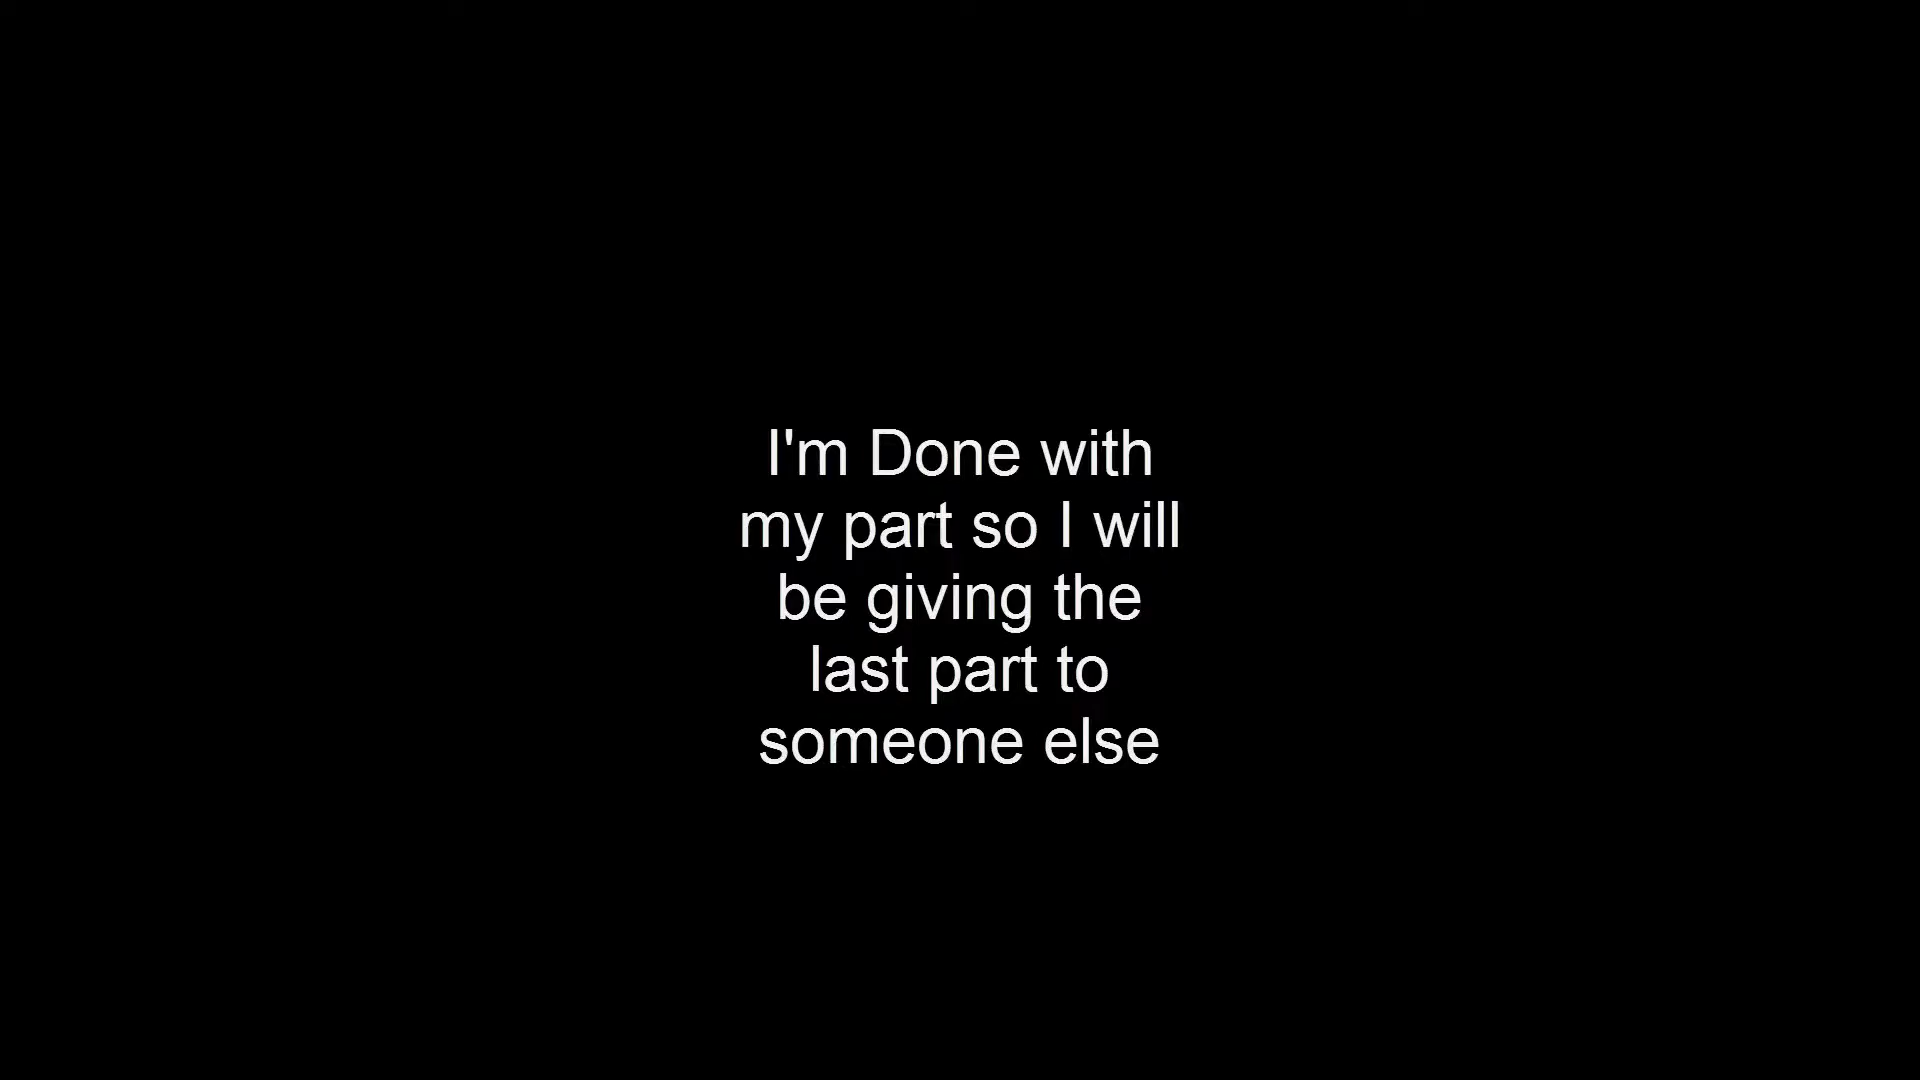 I'm Done with
my part so I will
be giving the
last part to
someone else